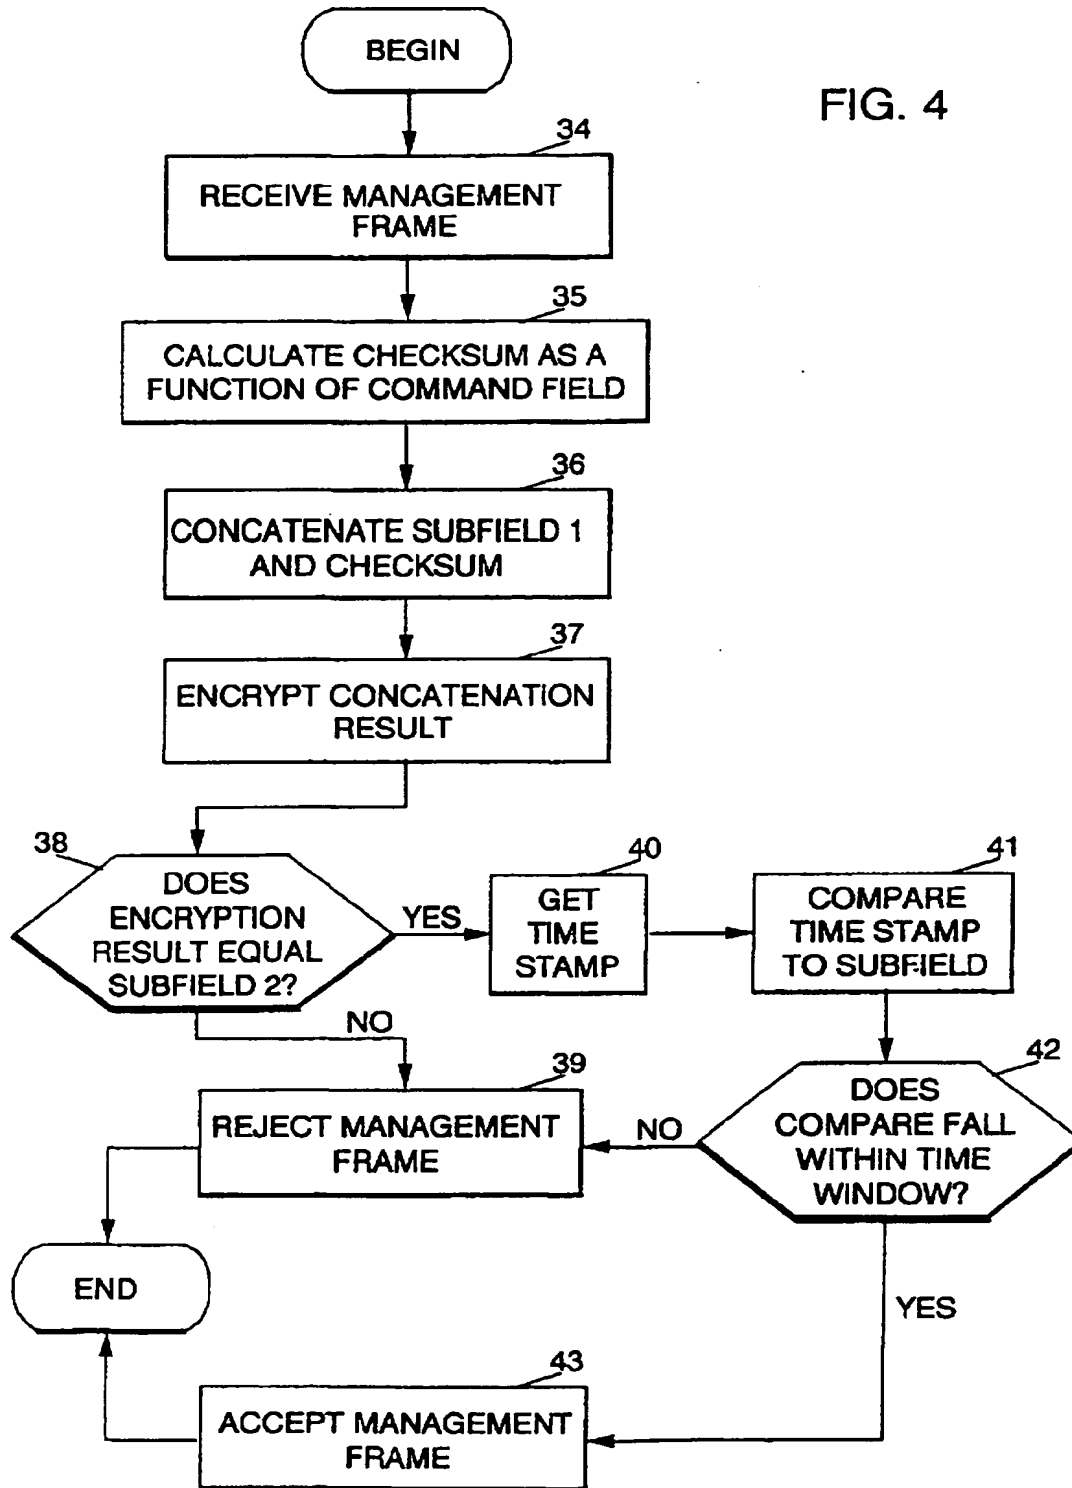 BEGIN
FIG. 4
34
RECEIVE MANAGEMENT
FRAME
35
CALCULATE CHECKSUM AS A
FUNCTION OF COMMAND FIELD
36
CONCATENATE SUBFIELD 1
AND CHECKSUM
37
ENCRYPT CONCATENATION
RESULT
38
DOES
ENCRYPTION
RESULT EQUAL
SUBFIELD 2?
YES
40
GET
TIME
STAMP
41
COMPARE
TIME STAMP
TO SUBFIELD
NO
39
REJECT MANAGEMENT
FRAME
NO
42
DOES
COMPARE FALL
WITHIN TIME
WINDOW?
END
YES
43
ACCEPT MANAGEMENT
FRAME